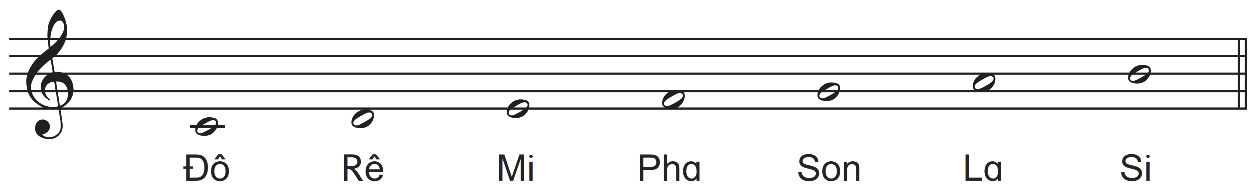 Đô Rê Mi Pha Son La Si